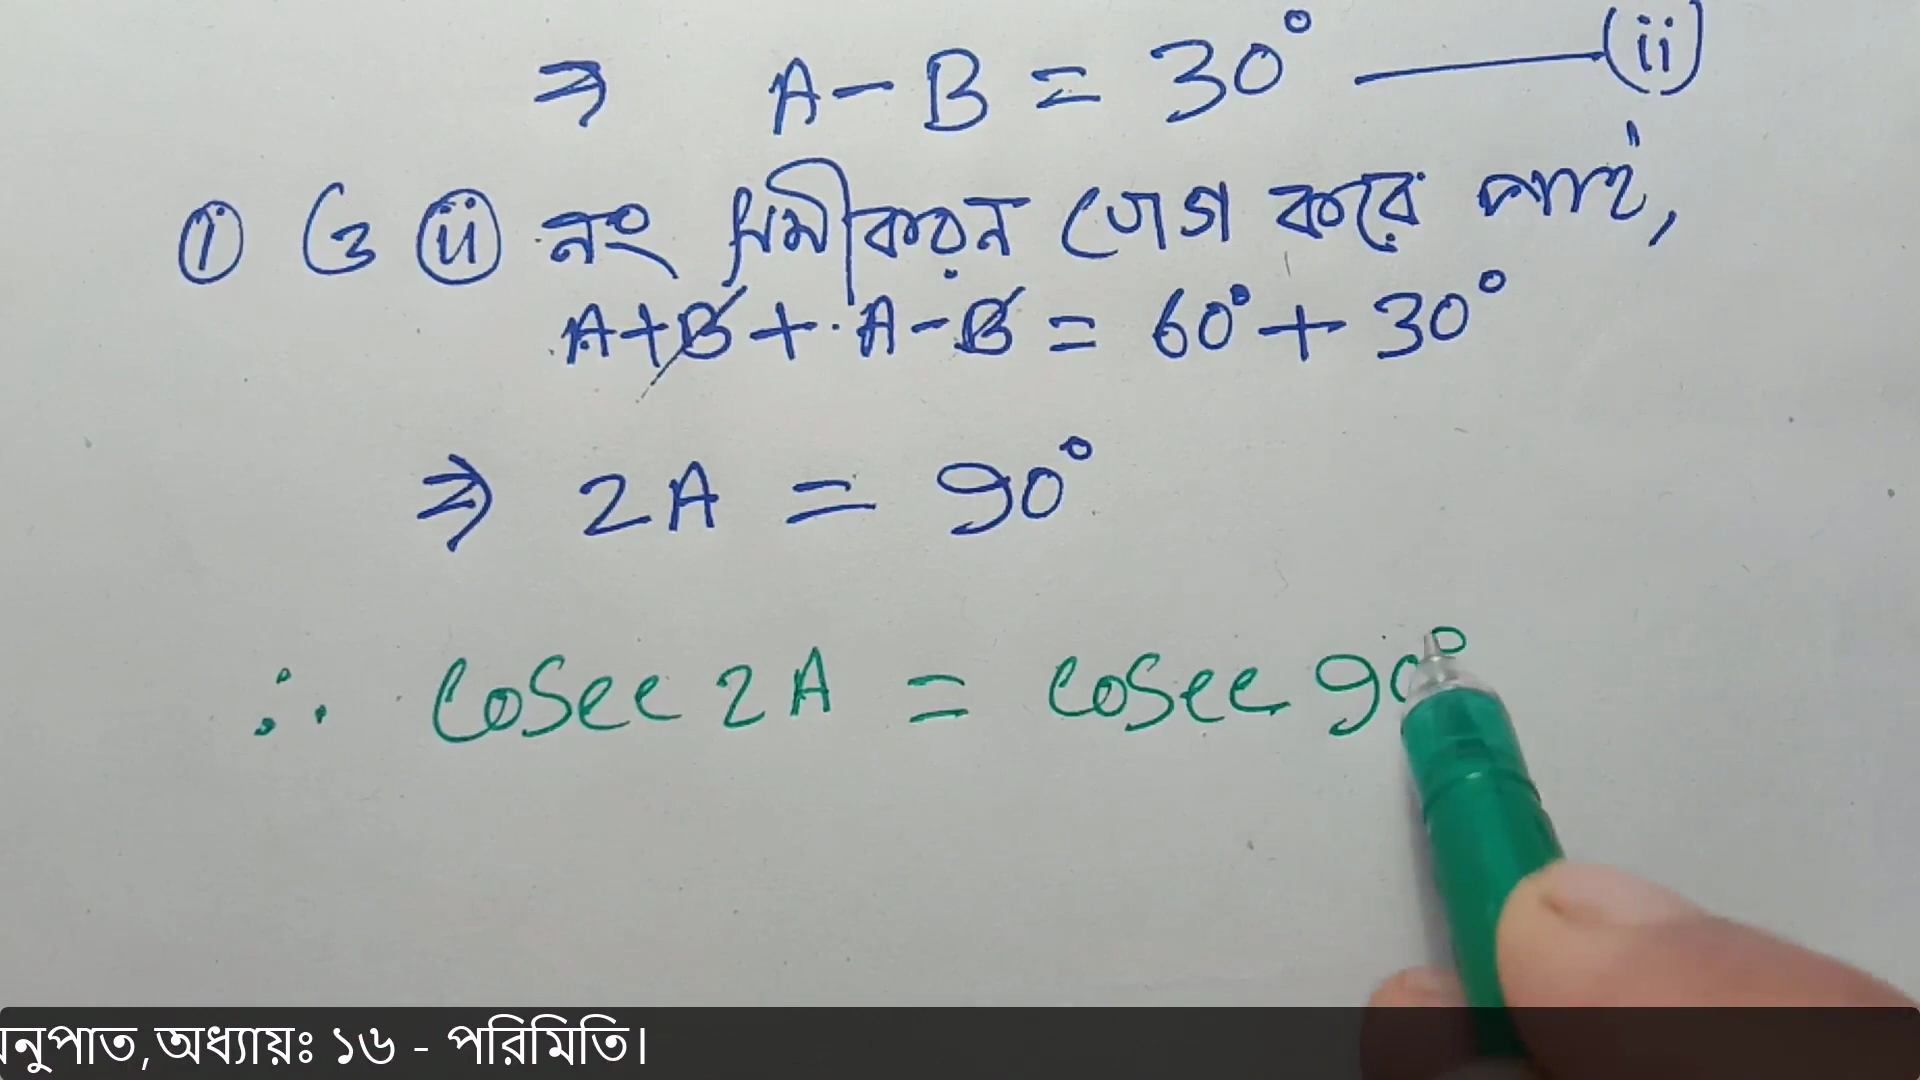 ⇒ A - B = 30° —— (ii)
(i) ও (ii) নং সমীকরন যোগ করে পাই,
A + B + A - B = 60° + 30°
⇒ 2A = 90°
∴ Cosec 2A = Cosec 90°
নুপাত,অধ্যায়ঃ ১৬ - পরিমিতি।